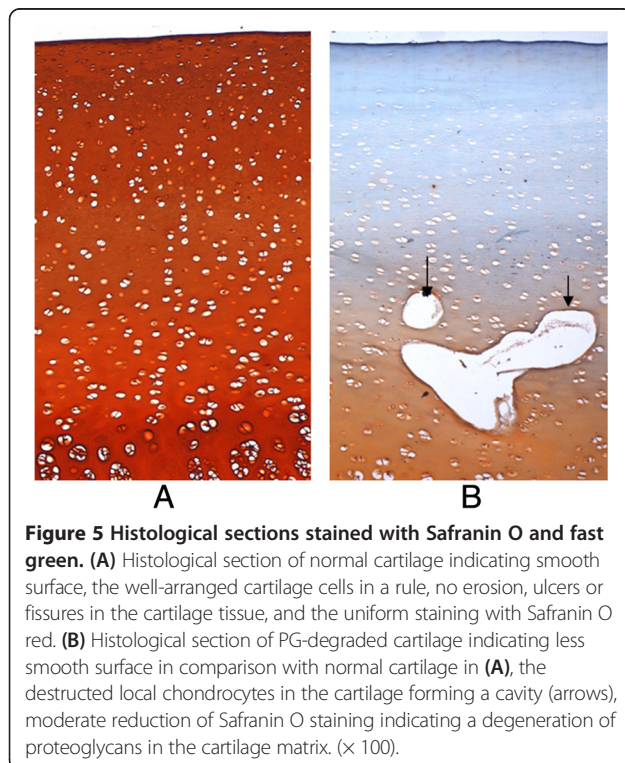 A
B
Figure 5 Histological sections stained with Safranin O and fast
green. (A) Histological section of normal cartilage indicating smooth
surface, the well-arranged cartilage cells in a rule, no erosion, ulcers or
fissures in the cartilage tissue, and the uniform staining with Safranin O
red. (B) Histological section of PG-degraded cartilage indicating less
smooth surface in comparison with normal cartilage in (A), the
destructed local chondrocytes in the cartilage forming a cavity (arrows),
moderate reduction of Safranin O staining indicating a degeneration of
proteoglycans in the cartilage matrix. (× 100).